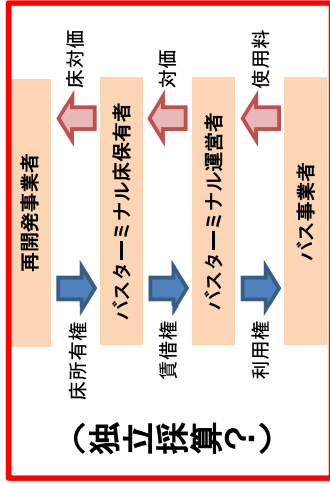 (独立採算?)
再開発事業者
床所有権
床対価
バスターミナル床保有者
賃借権
対価
バスターミナル運営者
利用権
使用料
バス事業者